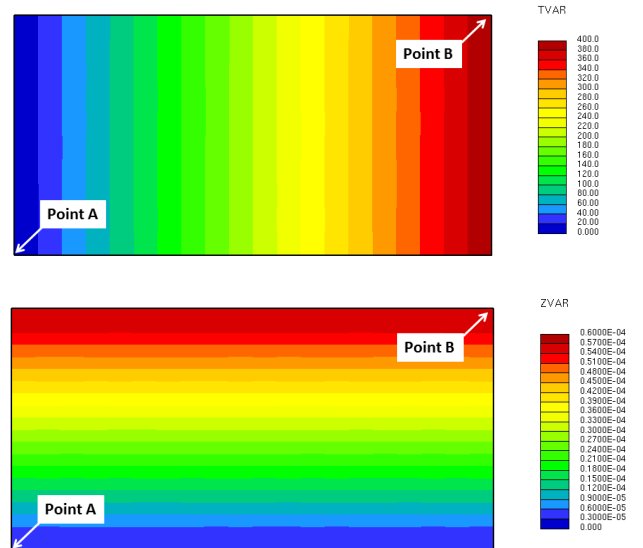 TVAR
Point B
400.0
380.0
360.0
340.0
320.0
300.0
280.0
260.0
240.0
220.0
200.0
180.0
160.0
140.0
120.0
100.0
80.00
60.00
40.00
20.00
0.000
Point A
ZVAR
Point B
0.6000E-04
0.5700E-04
0.5400E-04
0.5100E-04
0.4800E-04
0.4500E-04
0.4200E-04
0.3900E-04
0.3600E-04
0.3300E-04
0.3000E-04
0.2700E-04
0.2400E-04
0.2100E-04
0.1800E-04
0.1500E-04
0.1200E-04
0.9000E-05
0.6000E-05
0.3000E-05
0.000
Point A